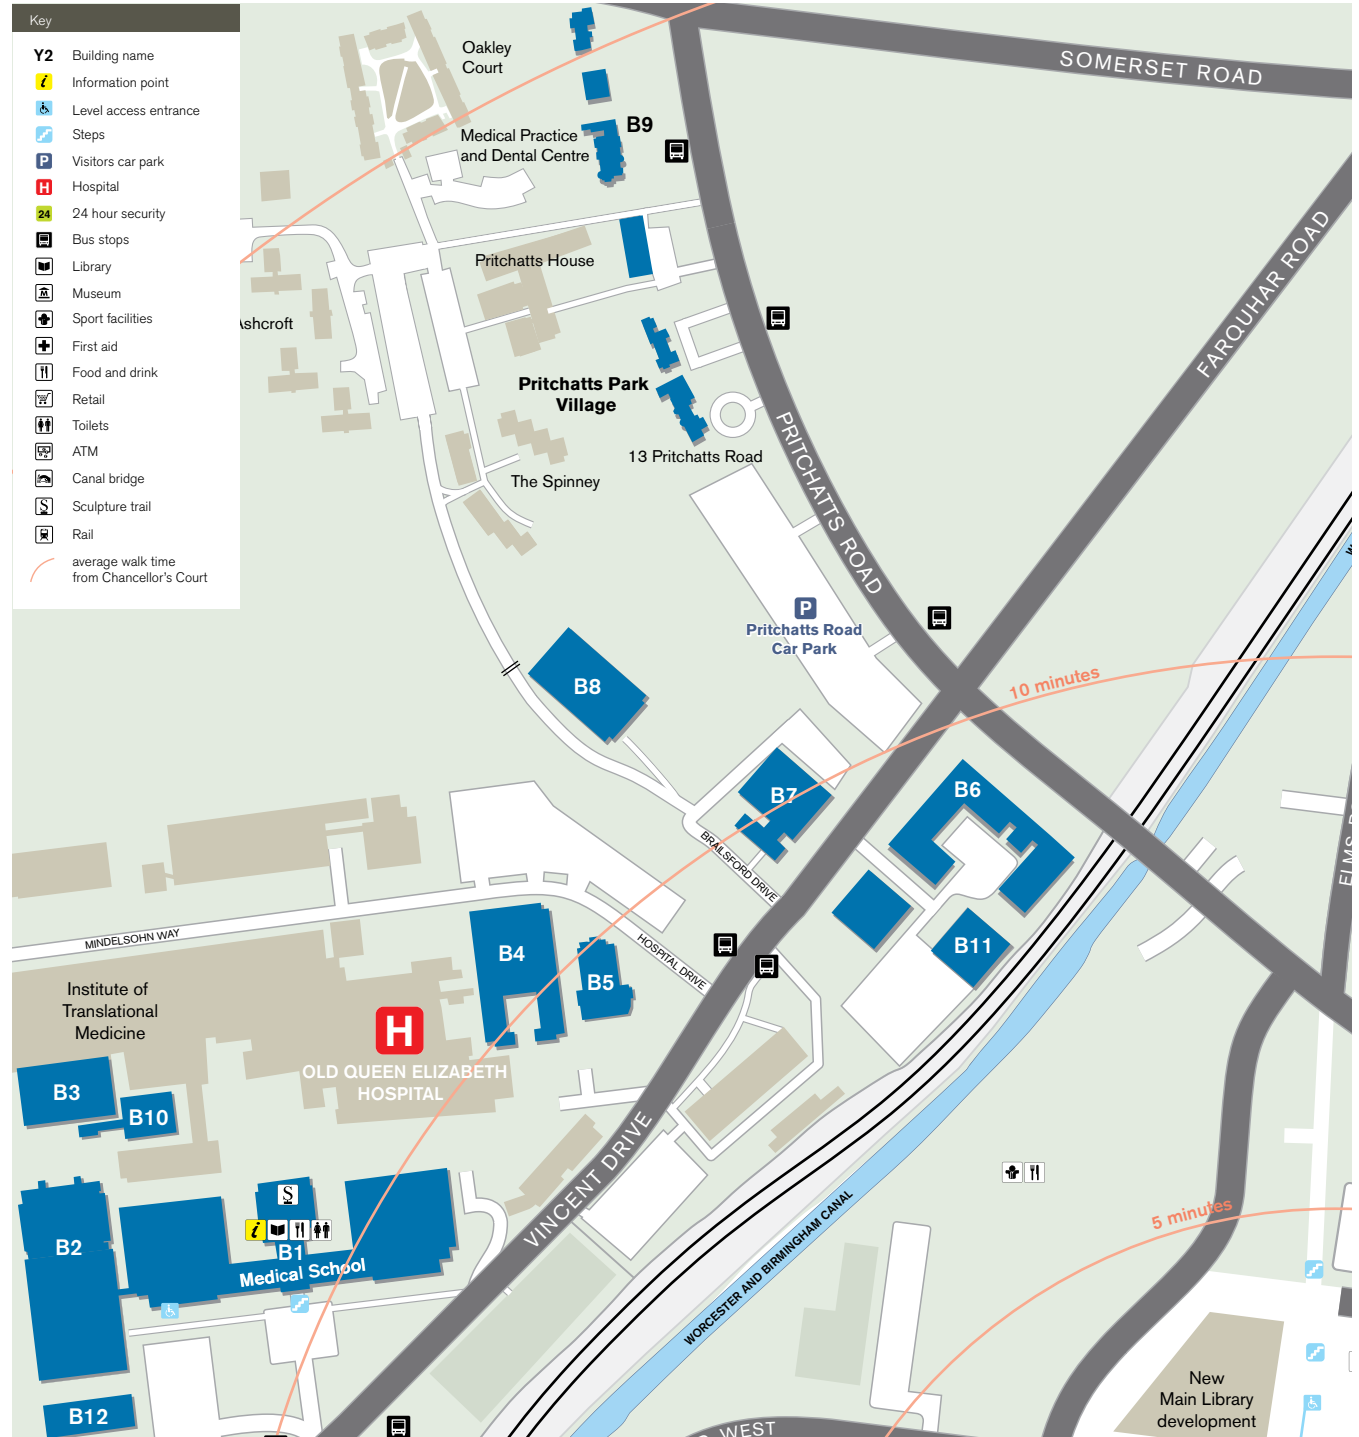 Key
Y2 Building name
i Information point
Level access entrance
Steps
P Visitors car park
H Hospital
24 24 hour security
Bus stops
Library
M Museum
Sport facilities
First aid
Food and drink
Retail
Toilets
ATM
Canal bridge
S Sculpture trail
Rail
average walk time
from Chancellor's Court
Oakley
Court
SOMERSET ROAD
B9
Medical Practice
and Dental Centre
FARQUHAR ROAD
Pritchatts House
Ashcroft
Pritchatts Park
Village
PRITCHATTS ROAD
13 Pritchatts Road
The Spinney
P
Pritchatts Road
Car Park
B8
10 minutes
B7
B6
BRAILSFORD DRIVE
ELMS
MINDELSOHN WAY
HOSPITAL DRIVE
B4
B5
B11
Institute of
Translational
Medicine
H
OLD QUEEN ELIZABETH
HOSPITAL
B3
B10
VINCENT DRIVE
S
i
B1
Medical School
B2
5 minutes
WORCESTER AND BIRMINGHAM CANAL
New
Main Library
development
B12
WEST